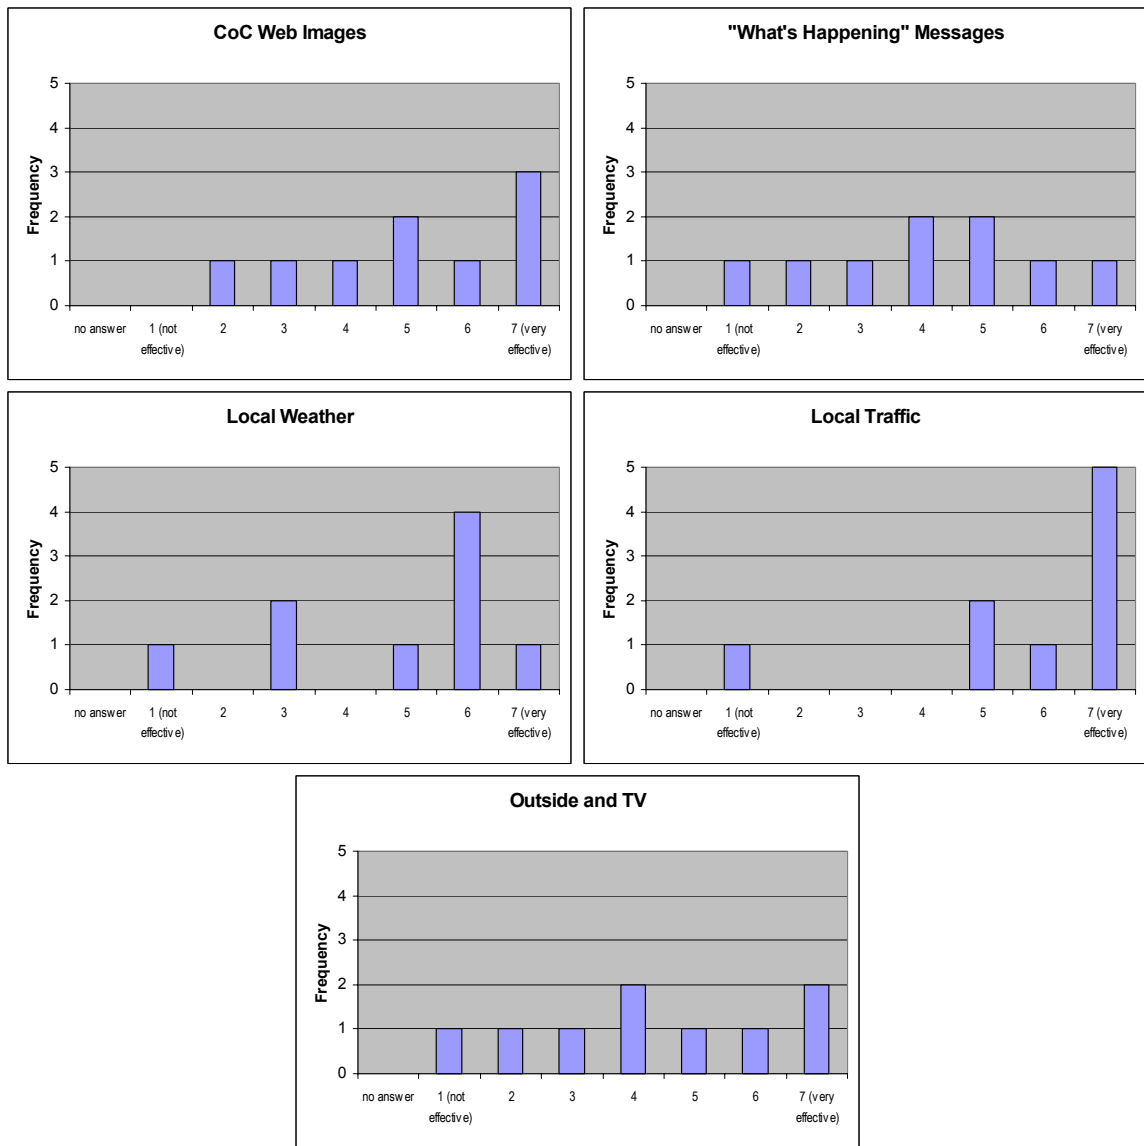 CoC Web Images
5
4
3
2
1
0
Frequency
no answer 1 (not 2 3 4 5 6 7 (very
effective) effective)
"What's Happening" Messages
5
4
3
2
1
0
Frequency
no answer 1 (not 2 3 4 5 6 7 (very
effective) effective)
Local Weather
5
4
3
2
1
0
Frequency
no answer 1 (not 2 3 4 5 6 7 (very
effective) effective)
Local Traffic
5
4
3
2
1
0
Frequency
no answer 1 (not 2 3 4 5 6 7 (very
effective) effective)
Outside and TV
5
4
3
2
1
0
Frequency
no answer 1 (not 2 3 4 5 6 7 (very
effective) effective)